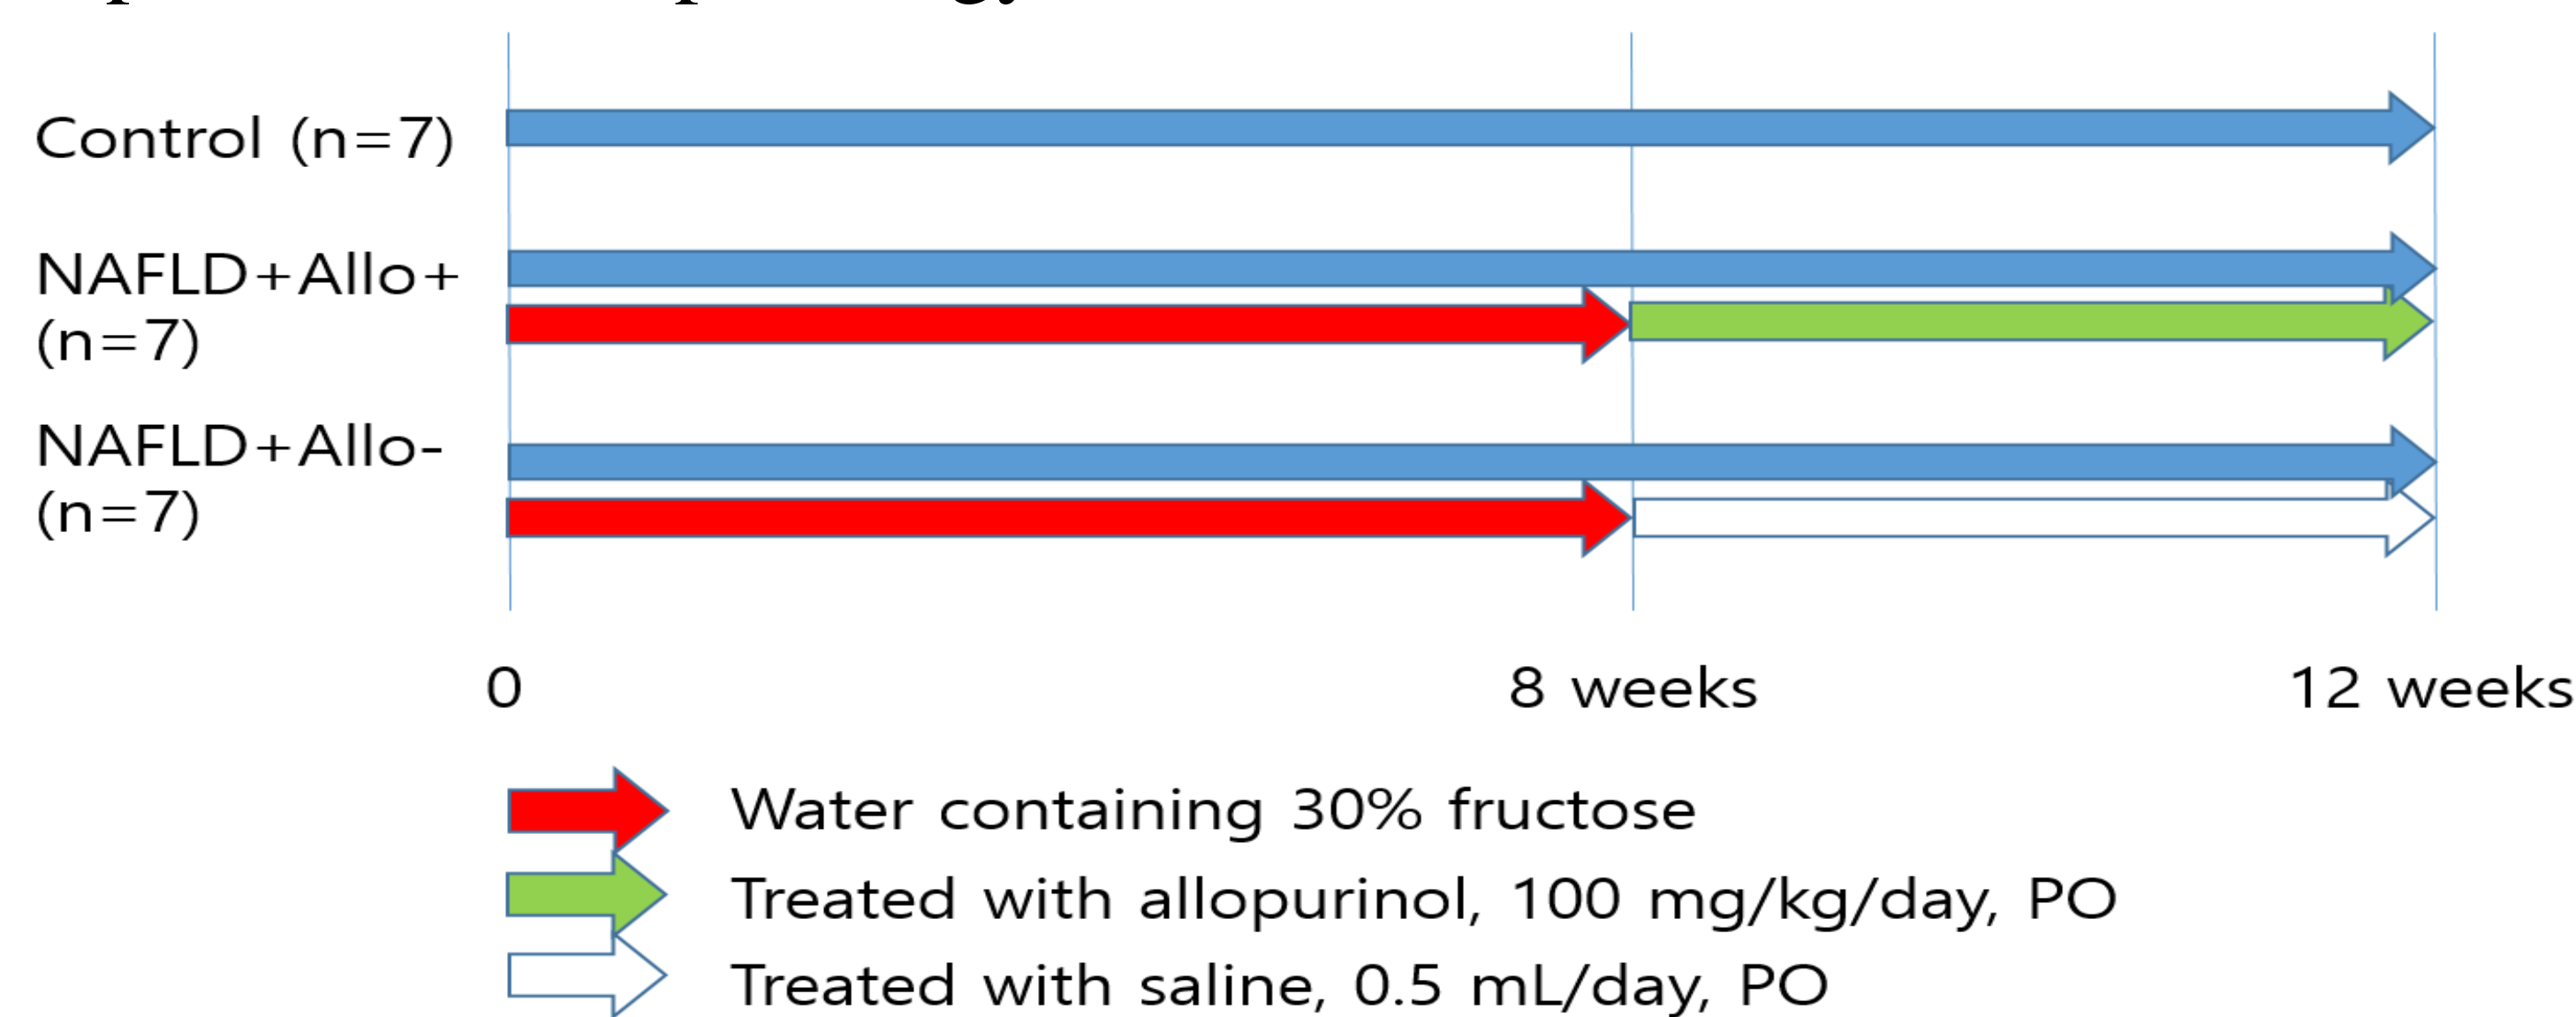 Control (n=7)
NAFLD+Allo+
(n=7)
NAFLD+Allo-
(n=7)
0
8 weeks
12 weeks
Water containing 30% fructose
Treated with allopurinol, 100 mg/kg/day, PO
Treated with saline, 0.5 mL/day, PO